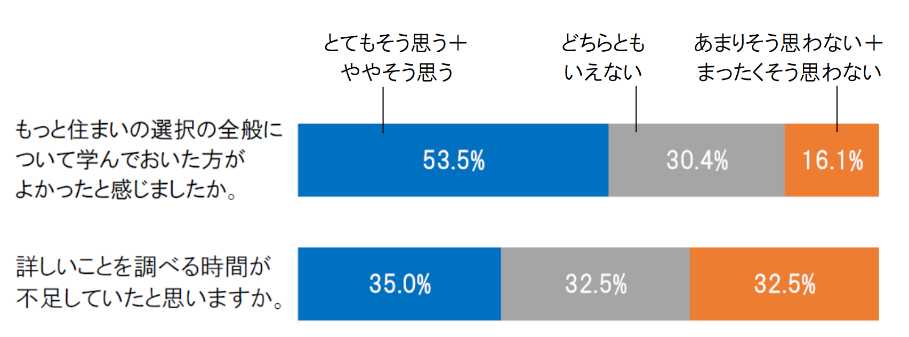 とてもそう思う＋
ややそう思う
どちらとも
いえない
あまりそう思わない＋
まったくそう思わない
もっと住まいの選択の全般に
ついて学んでおいた方が
よかったと感じましたか。
53.5%
30.4%
16.1%
詳しいことを調べる時間が
不足していたと思いますか。
35.0%
32.5%
32.5%